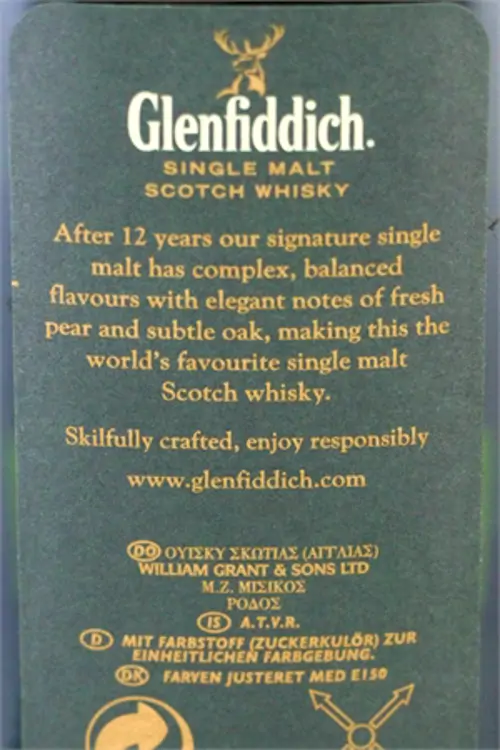 Glenfiddich.
SINGLE MALT
SCOTCH WHISKY
After 12 years our signature single
malt has complex, balanced
flavours with elegant notes of fresh
pear and subtle oak, making this the
world's favourite single malt
Scotch whisky.
Skilfully crafted, enjoy responsibly
www.glenfiddich.com
DO ΟΥΙΣΚΥ ΣΚΩΤΙΑΣ (ΑΓΓΛΙΑΣ)
WILLIAM GRANT & SONS LTD
Μ.Ζ. ΜΙΣΙΚΟΣ
ΡΟΔΟΣ
IS A.T.V.R.
D MIT FARBSTOFF (ZUCKERKULÖR) ZUR
EINHEITLICHEN FARBGEBUNG.
DK FARVEN JUSTERET MED E150